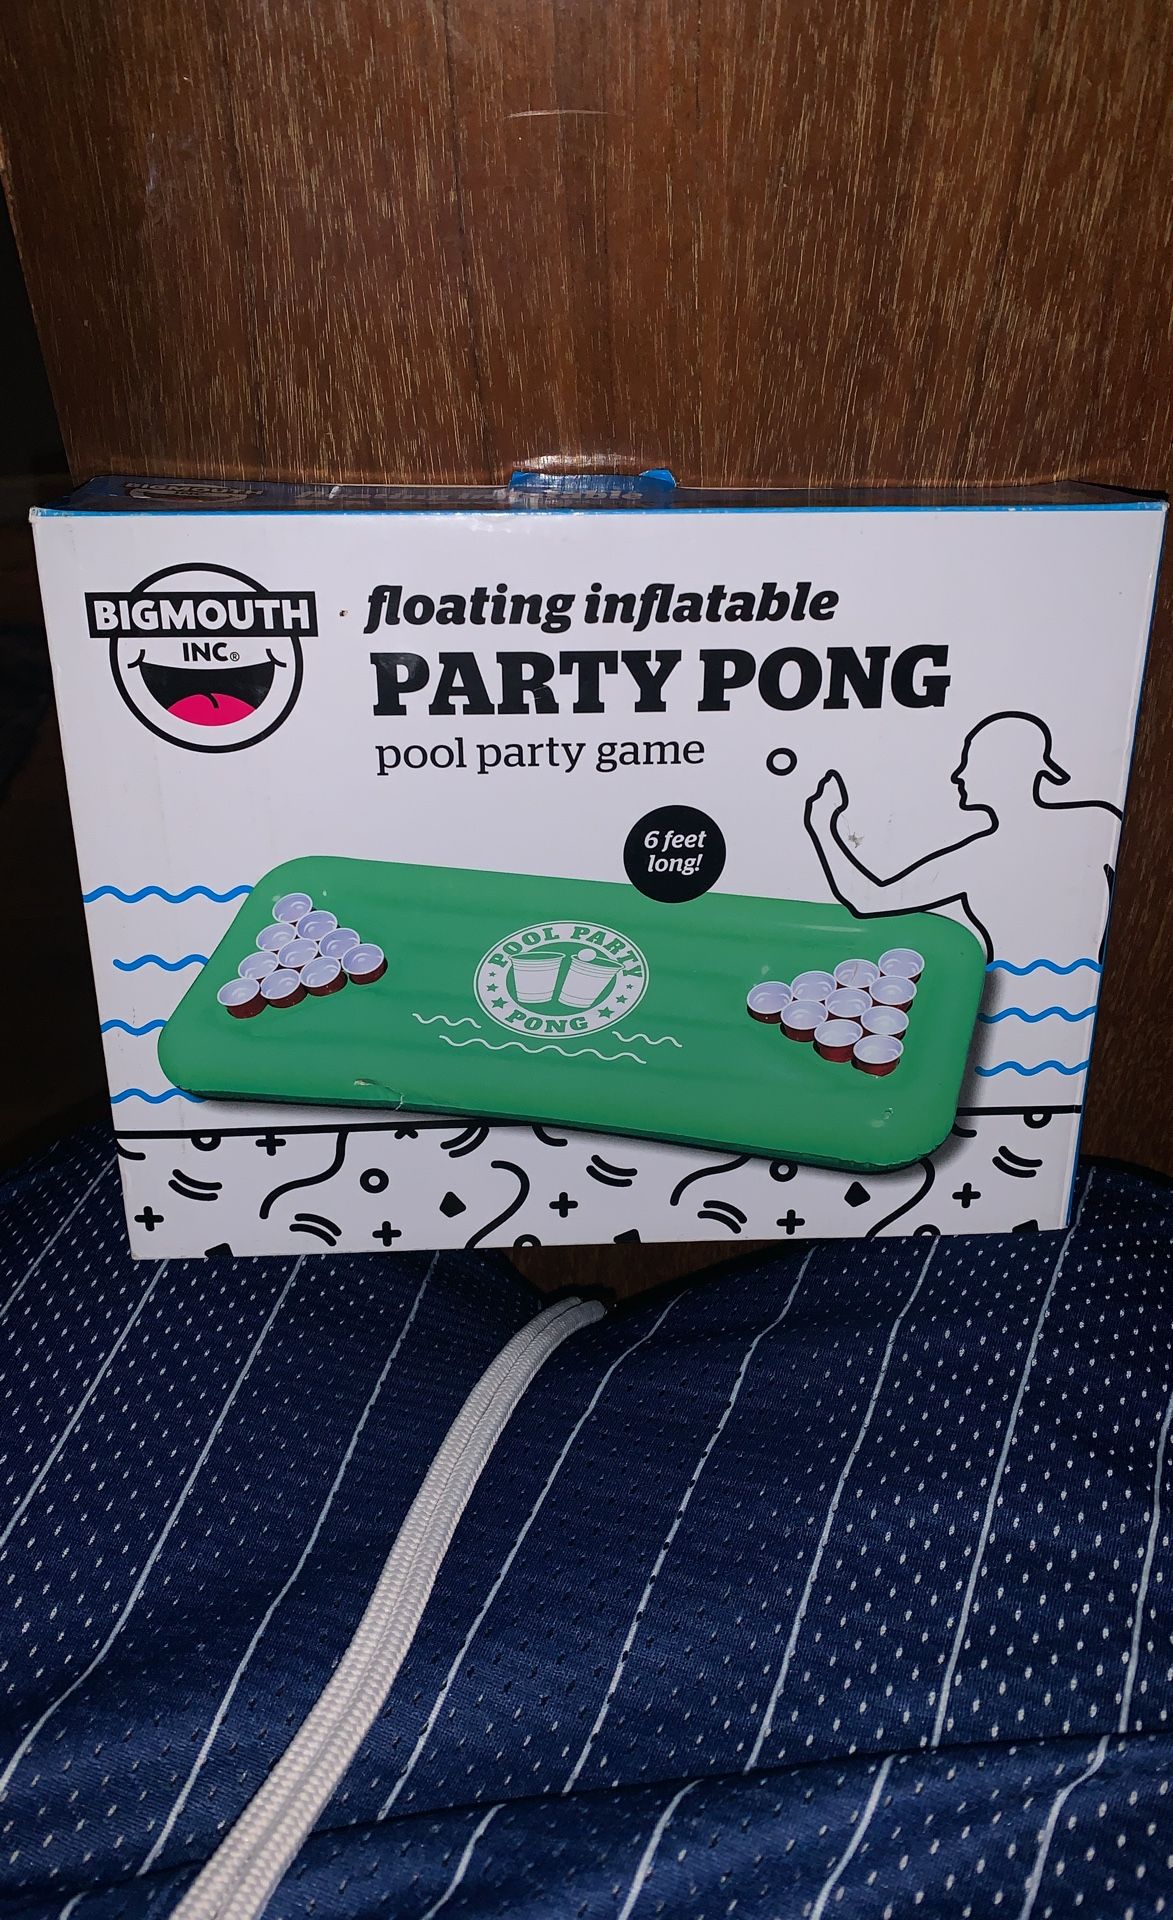 BIGMOUTH
INC®
floating inflatable
PARTY PONG
pool party game
6 feet
long!
POOL PARTY
PONG